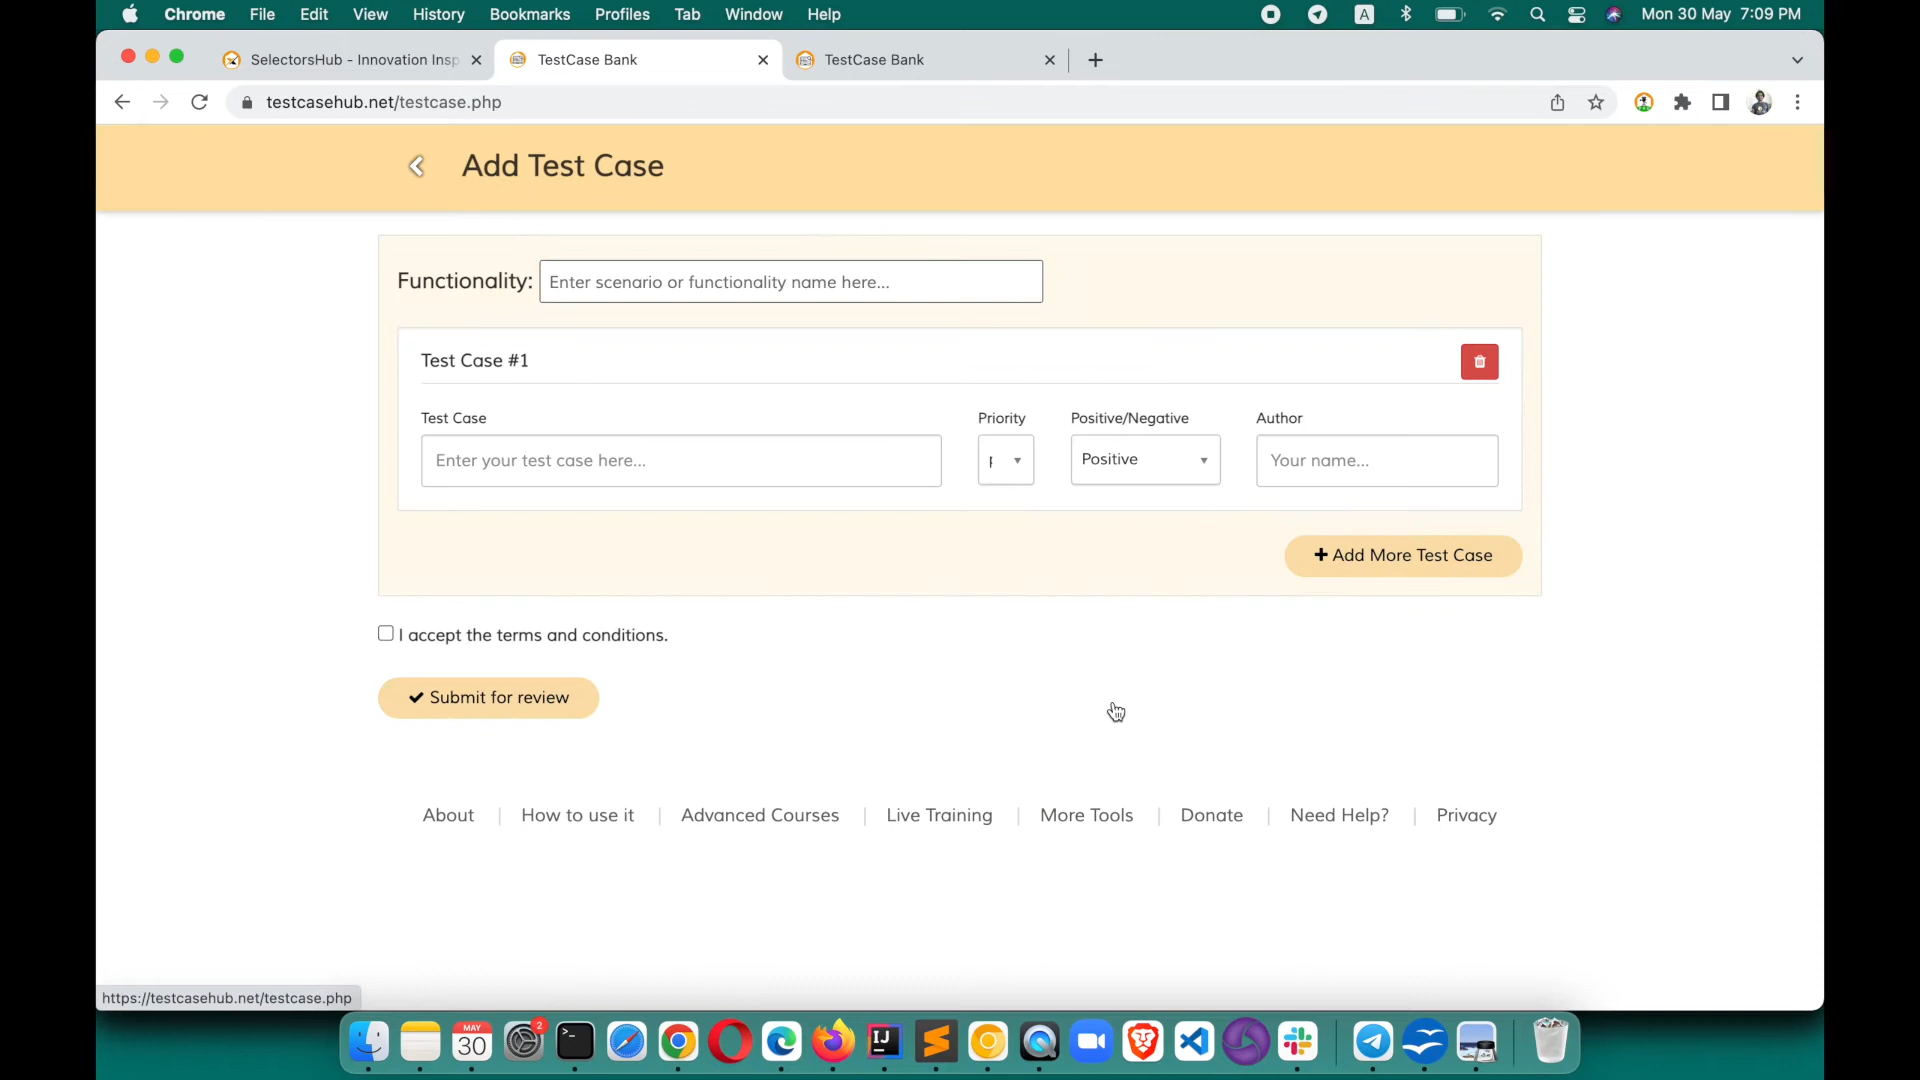 Chrome File Edit View History Bookmarks Profiles Tab Window Help A Mon 30 May 7:09 PM
SelectorsHub - Innovation Insp TestCase Bank TestCase Bank
testcasehub.net/testcase.php
Add Test Case
Functionality: Enter scenario or functionality name here...
Test Case #1
Test Case Priority Positive/Negative Author
Enter your test case here... Positive Your name...
+ Add More Test Case
I accept the terms and conditions.
Submit for review
About | How to use it | Advanced Courses | Live Training | More Tools | Donate | Need Help? | Privacy
https://testcasehub.net/testcase.php
MAY 30 2 >_ IJ